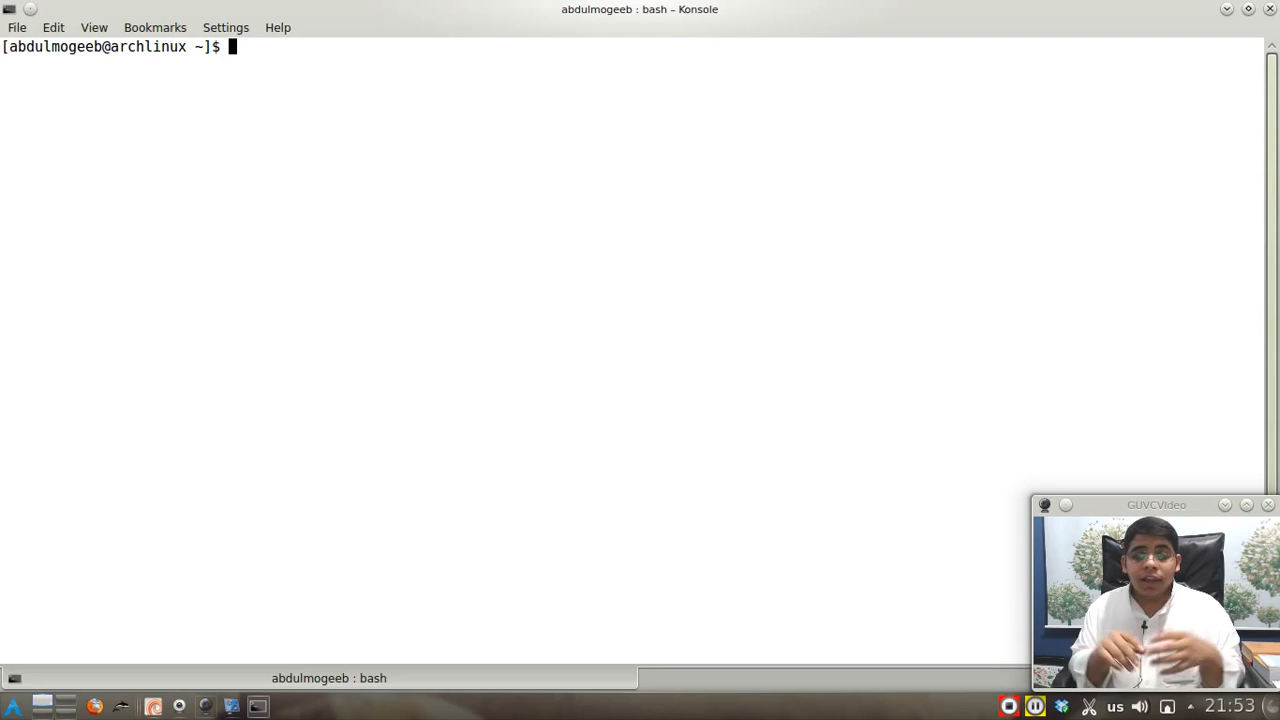 abdulmogeeb : bash – Konsole
File Edit View Bookmarks Settings Help
[abdulmogeeb@archlinux ~]$
GUVCVideo
abdulmogeeb : bash
us 21:53